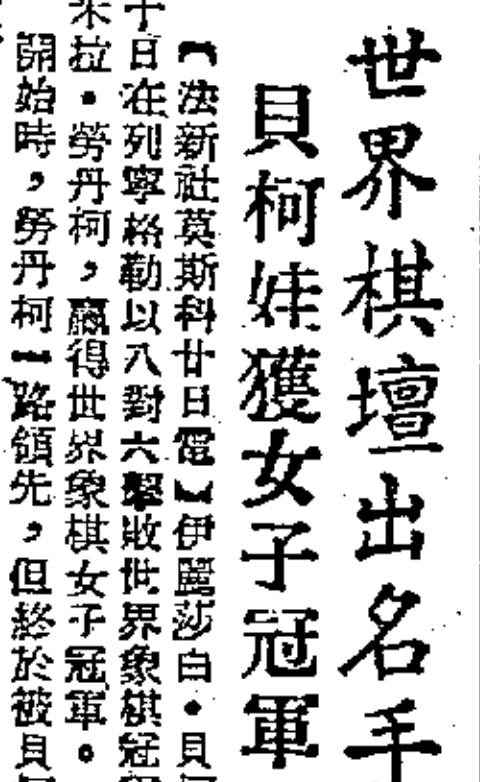 世界棋壇出名手
貝柯娃獲女子冠軍
【法新社莫斯科廿日電】伊麗莎白・貝
十日在列寧格勒以八對六擊敗世界象棋冠
米拉・勞丹柯，贏得世界象棋女子冠軍。
開始時，勞丹柯一路領先，但終於被貝